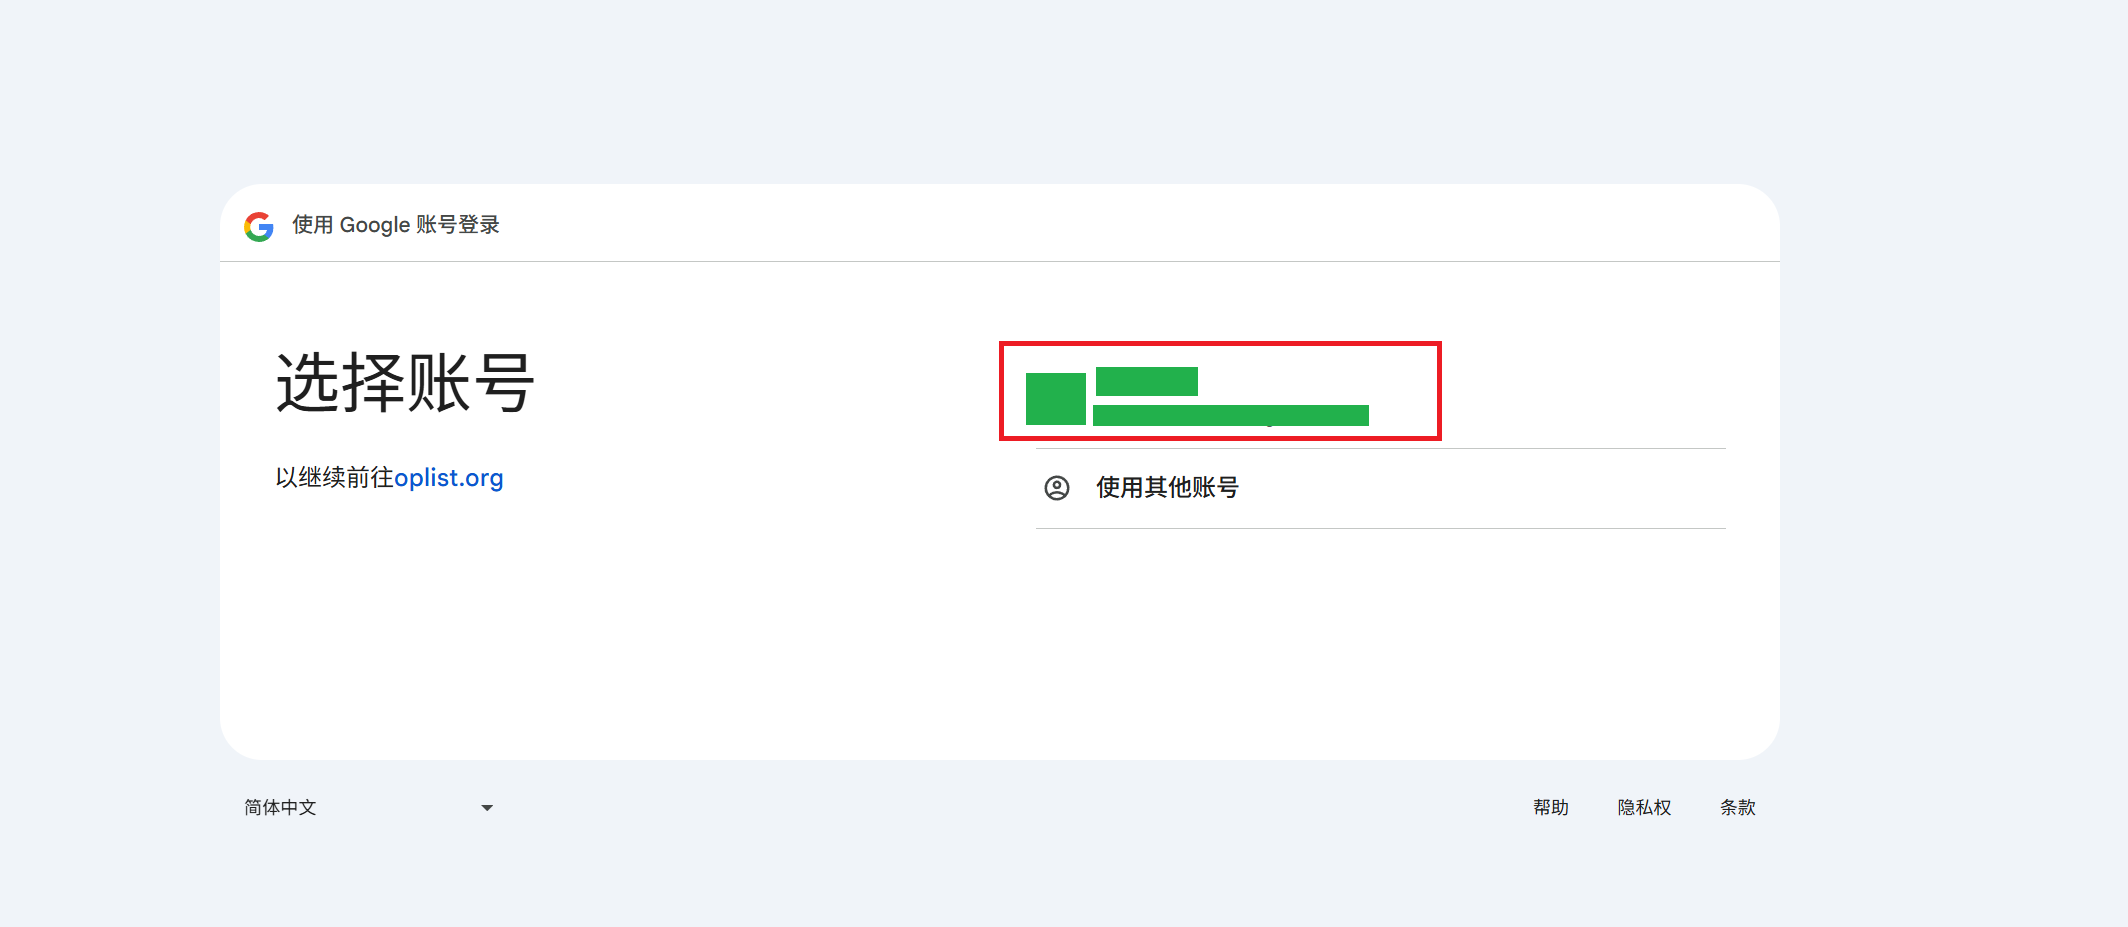 使用 Google 账号登录
选择账号
以继续前往oplist.org
使用其他账号
简体中文
帮助
隐私权
条款